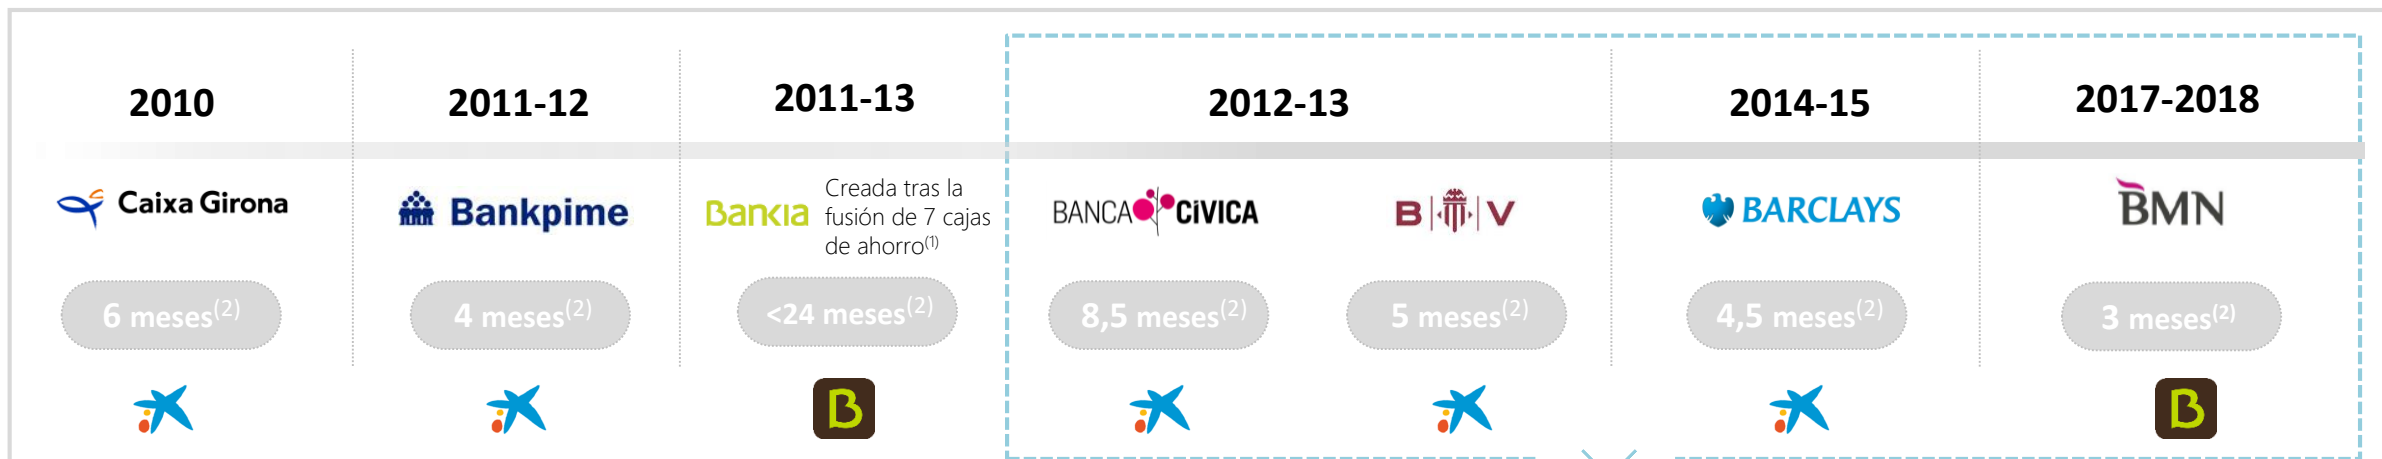 2010
2011-12
2011-13
2012-13
2014-15
2017-2018
Caixa Girona
Bankpime
Bankia
Creada tras la
fusión de 7 cajas
de ahorro(1)
BANCA CÍVICA
B V
BARCLAYS
BMN
6 meses(2)
4 meses(2)
<24 meses(2)
8,5 meses(2)
5 meses(2)
4,5 meses(2)
3 meses(2)
B
B